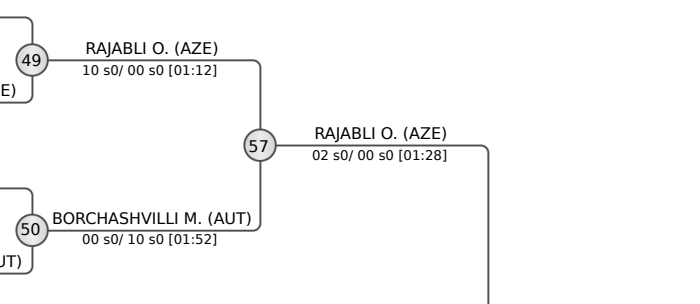 RAJABLI O. (AZE)
49
10 s0/ 00 s0 [01:12]
E)
RAJABLI O. (AZE)
57
02 s0/ 00 s0 [01:28]
BORCHASHVILLI M. (AUT)
50
00 s0/ 10 s0 [01:52]
UT)